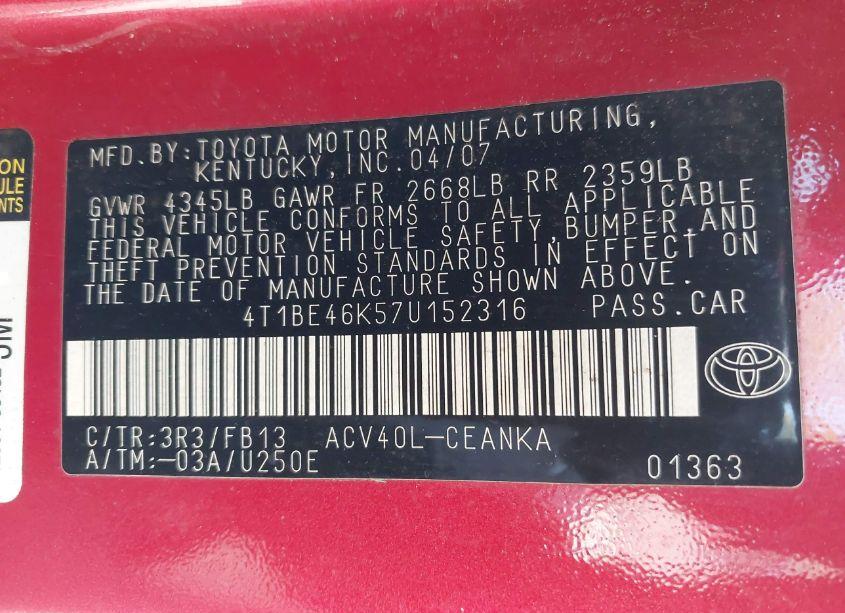 MFD.BY:TOYOTA MOTOR MANUFACTURING,
KENTUCKY,INC.04/07
GVWR 4345LB GAWR FR 2668LB RR 2359LB
THIS VEHICLE CONFORMS TO ALL APPLICABLE
FEDERAL MOTOR VEHICLE SAFETY,BUMPER,AND
THEFT PREVENTION STANDARDS IN EFFECT ON
THE DATE OF MANUFACTURE SHOWN ABOVE.
4T1BE46K57U152316 PASS.CAR
C/TR:3R3/FB13 ACV40L-CEANKA
A/TM:-03A/U250E 01363